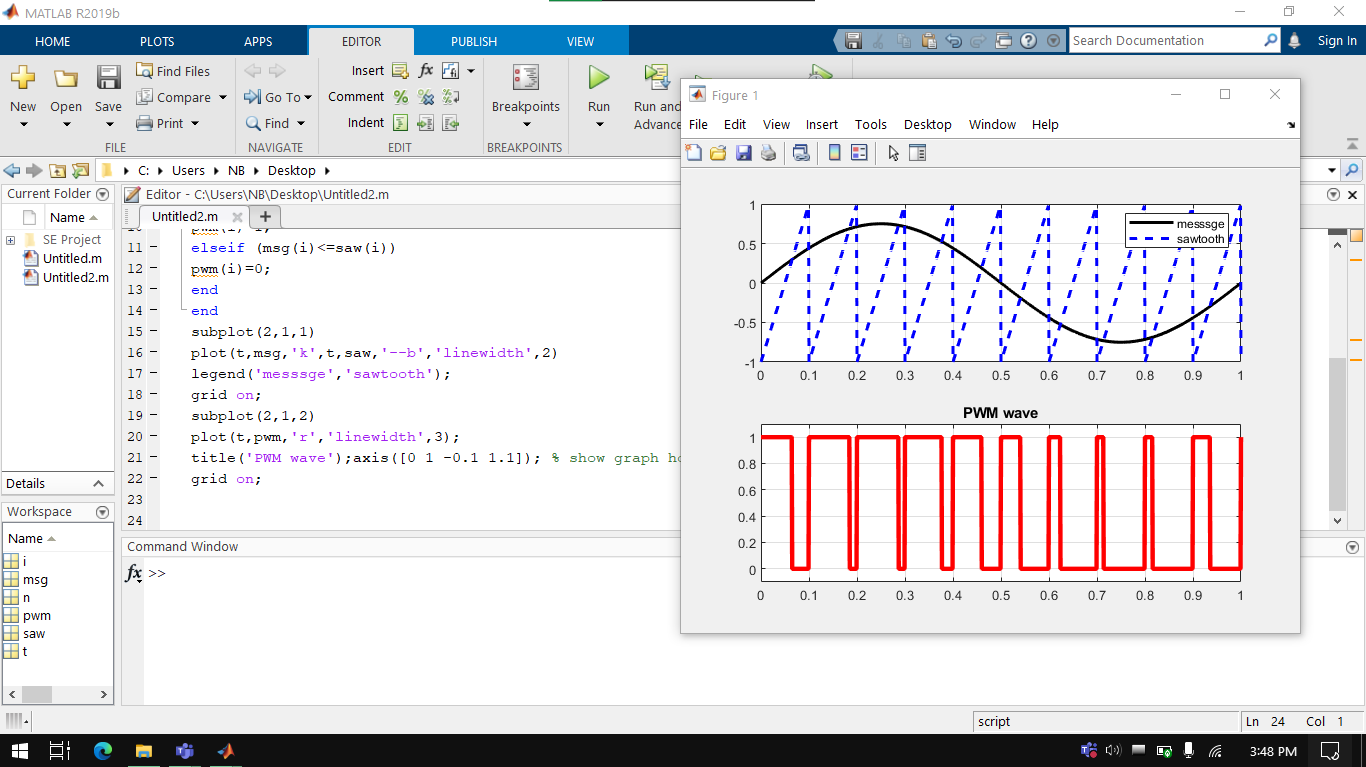 MATLAB R2019b
HOME PLOTS APPS EDITOR PUBLISH VIEW
Search Documentation
Sign In
New
Open
Save
Find Files
Compare
Print
FILE
Go To
Find
NAVIGATE
Insert
Comment
Indent
fx
EDIT
Breakpoints
BREAKPOINTS
Run
Run and
Advance
C: Users NB Desktop
Current Folder
Name
SE Project
Untitled.m
Untitled2.m
Details
Workspace
Name
i
msg
n
pwm
saw
t
Editor - C:\Users\NB\Desktop\Untitled2.m
Untitled2.m
11 elseif (msg(i)<=saw(i))
12 pwm(i)=0;
13 end
14 end
15 subplot(2,1,1)
16 plot(t,msg,'k',t,saw,'--b','linewidth',2)
17 legend('messsge','sawtooth');
18 grid on;
19 subplot(2,1,2)
20 plot(t,pwm,'r','linewidth',3);
21 title('PWM wave');axis([0 1 -0.1 1.1]); % show graph
22 grid on;
23
24
Command Window
fx >>
Figure 1
File Edit View Insert Tools Desktop Window Help
1
0.5
0
-0.5
-1
0 0.1 0.2 0.3 0.4 0.5 0.6 0.7 0.8 0.9 1
messsge
sawtooth
PWM wave
1
0.8
0.6
0.4
0.2
0
0 0.1 0.2 0.3 0.4 0.5 0.6 0.7 0.8 0.9 1
script
Ln 24 Col 1
3:48 PM